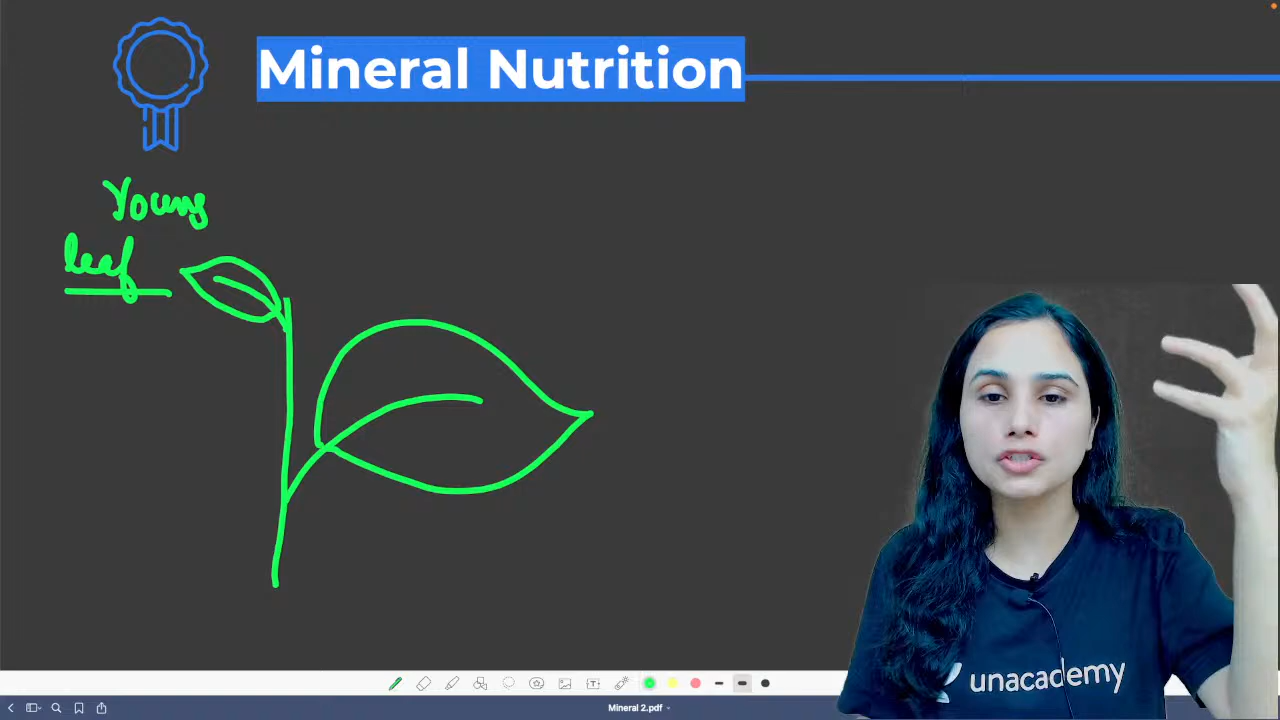 Mineral Nutrition
Young
leaf
unacademy
Mineral 2.pdf